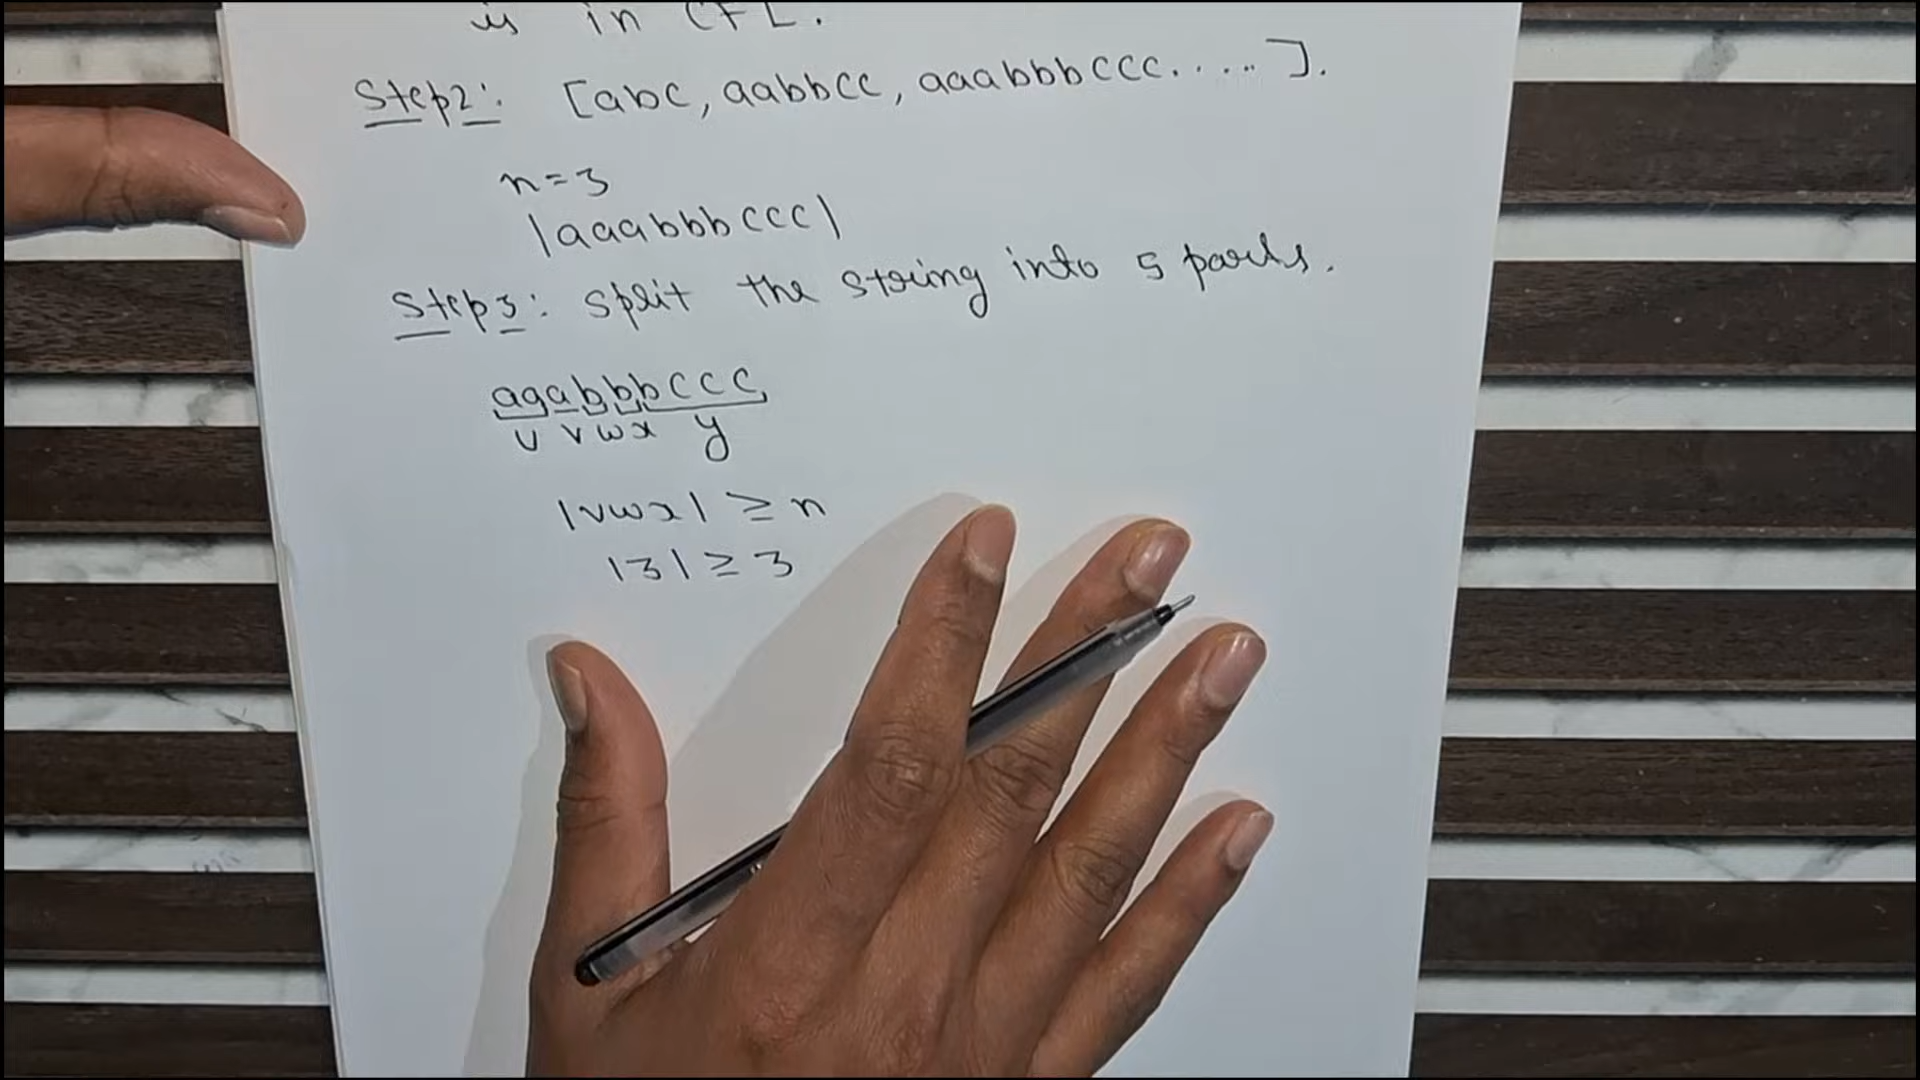 is in CFL.
Step2: [abc, aabbcc, aaabbbccc.....].
n=3
|aaabbbccc|
Step3: split the string into 5 parts.
aaabbbccc
u v w x y
|vwx| ≥ n
|3| ≥ 3